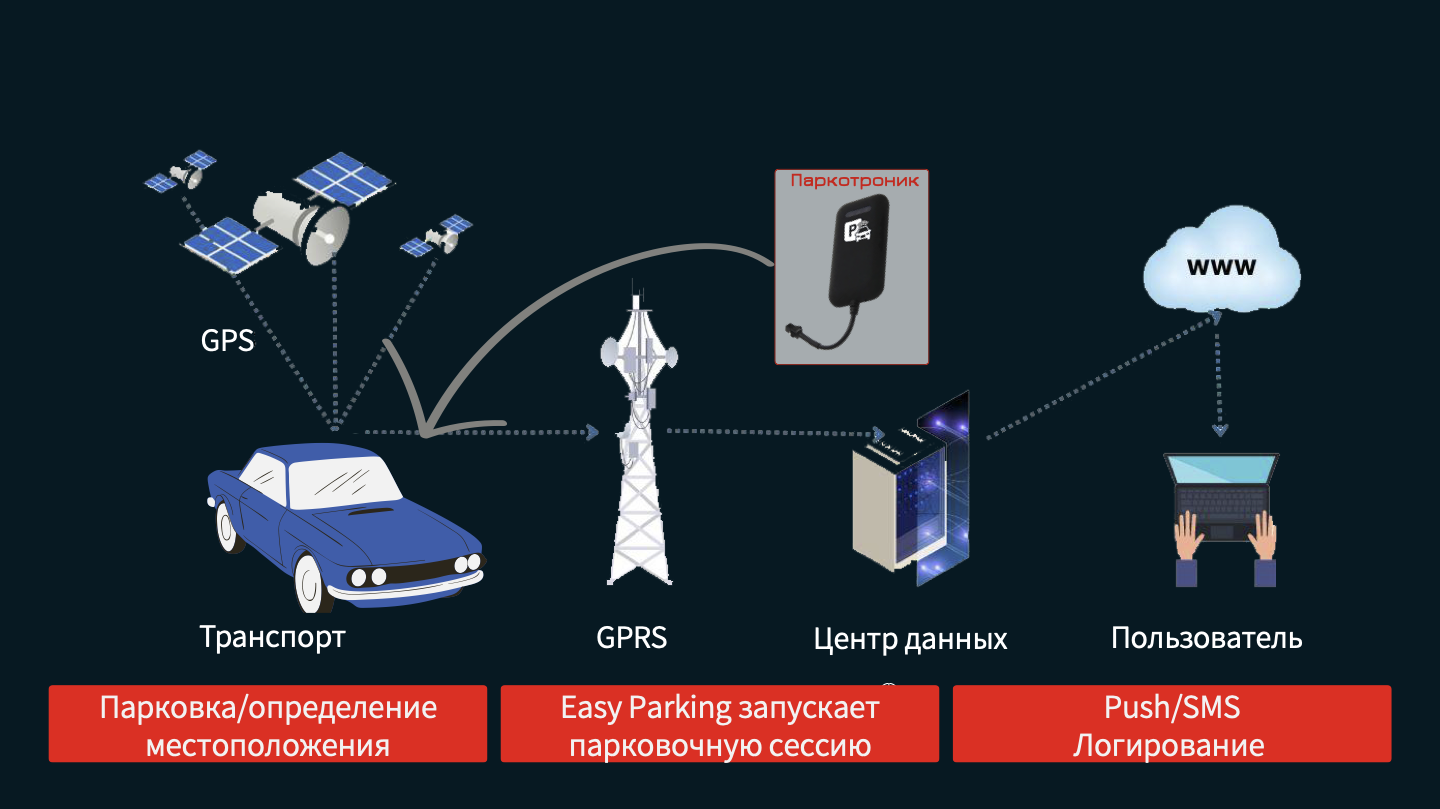 Паркотроник
P
www
GPS
Транспорт
GPRS
Центр данных
Пользователь
Парковка/определение
местоположения
Easy Parking запускает
парковочную сессию
Push/SMS
Логирование